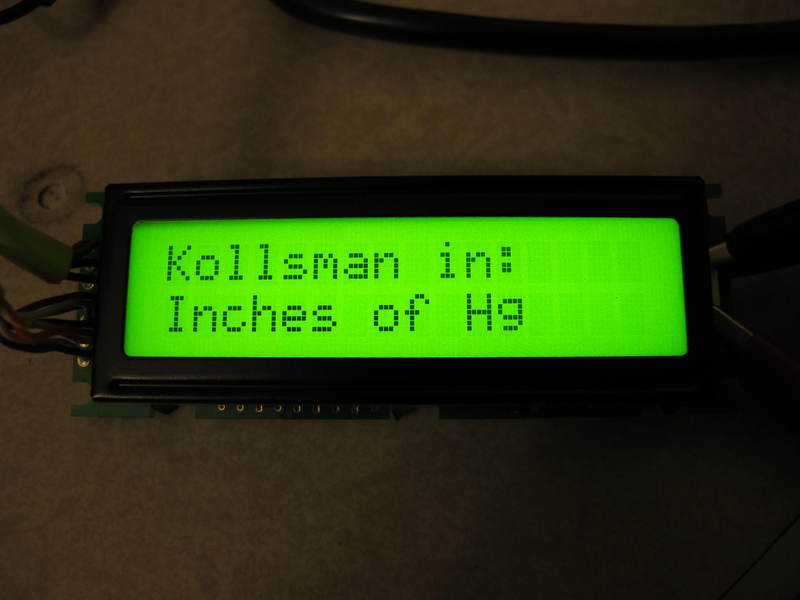 Kollsman in:
Inches of Hg